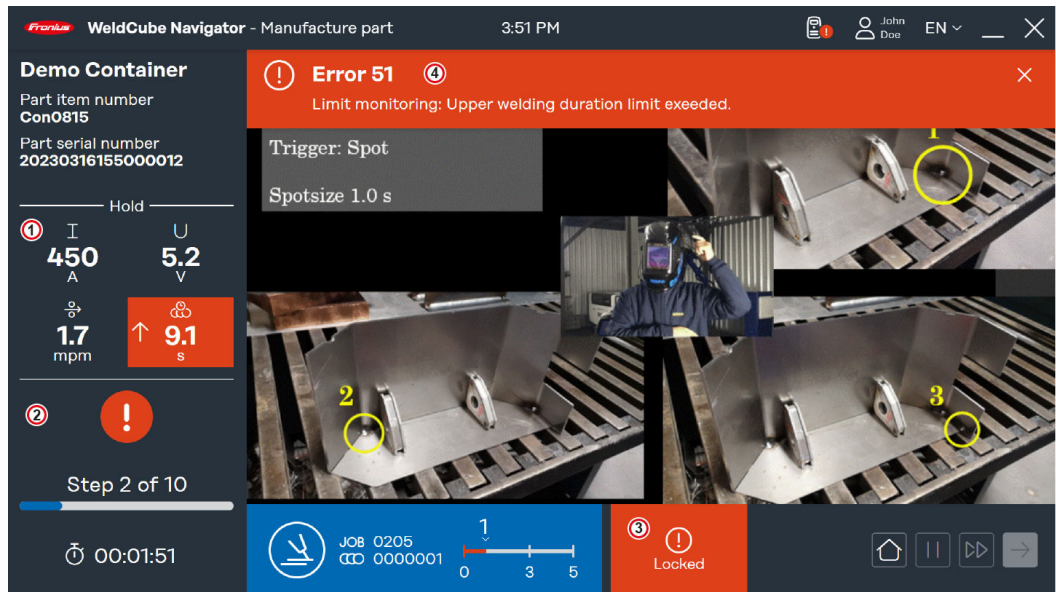 Fronius WeldCube Navigator - Manufacture part 3:51 PM John Doe EN
Demo Container
Part item number
Con0815
Part serial number
20230316155000012
Hold
1 I U
450 5.2
A V
1.7 9.1
mpm s
2
Step 2 of 10
00:01:51
Error 51 4
Limit monitoring: Upper welding duration limit exeeded.
Trigger: Spot
Spotsize 1.0 s
1
2
3
JOB 0205
0000001
1
0 3 5
3
Locked